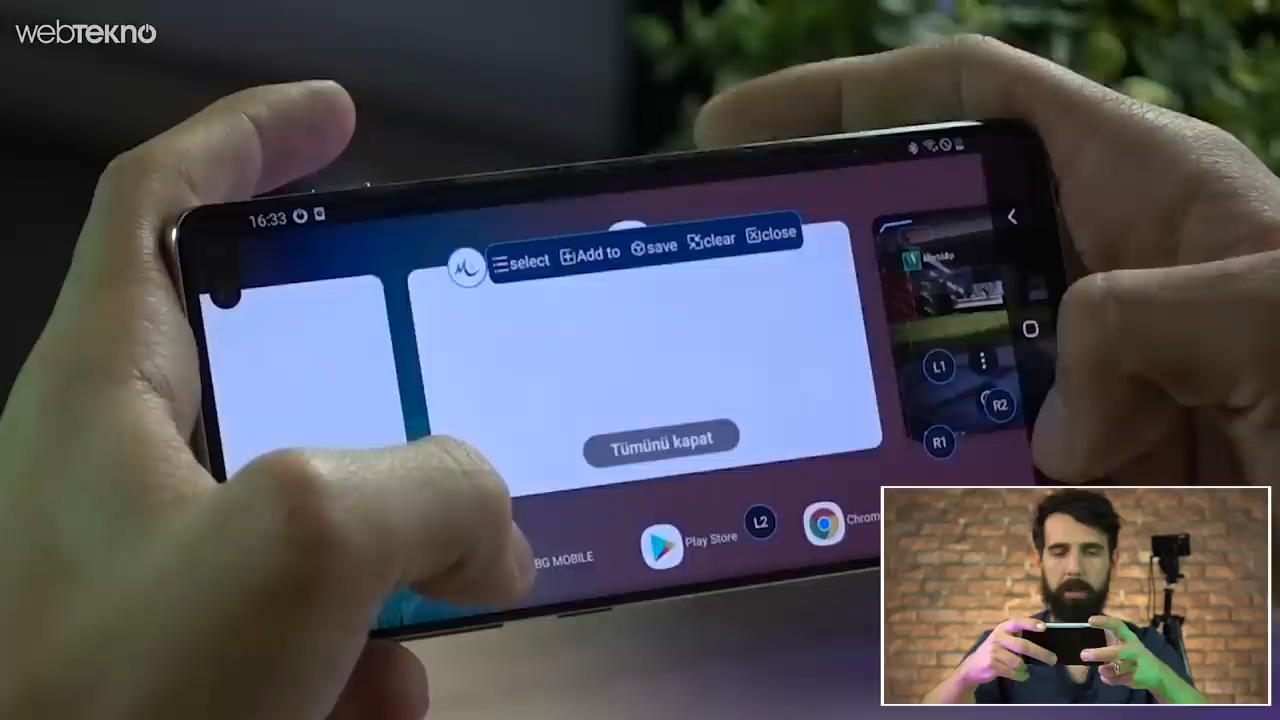 webTEKNO
16:33
select Add to save clear close
L1
R2
R1
Tümünü kapat
BG MOBILE
Play Store
L2
Chrom